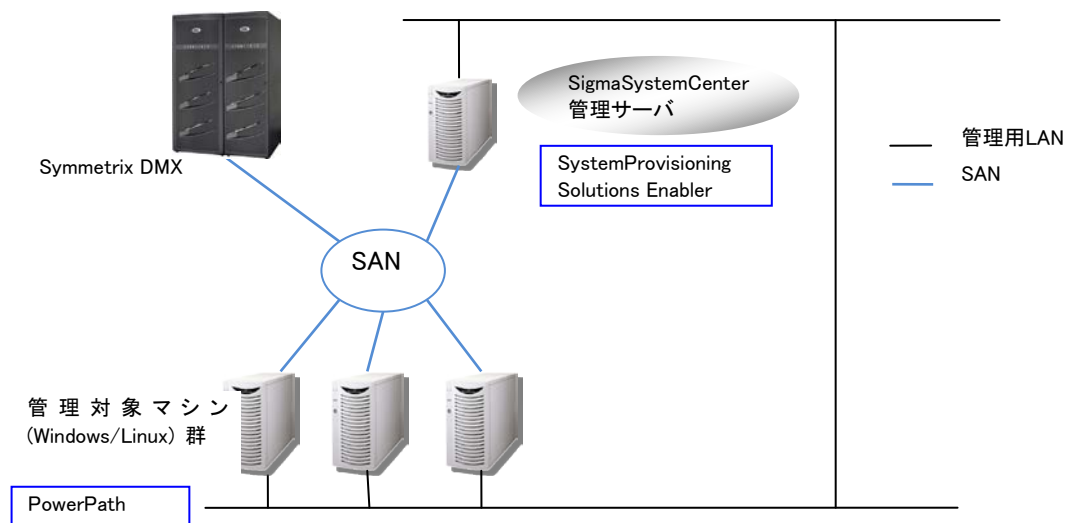 SigmaSystemCenter
管理サーバ
SystemProvisioning
Solutions Enabler
Symmetrix DMX
管理用LAN
SAN
SAN
管理対象マシン
(Windows/Linux) 群
PowerPath